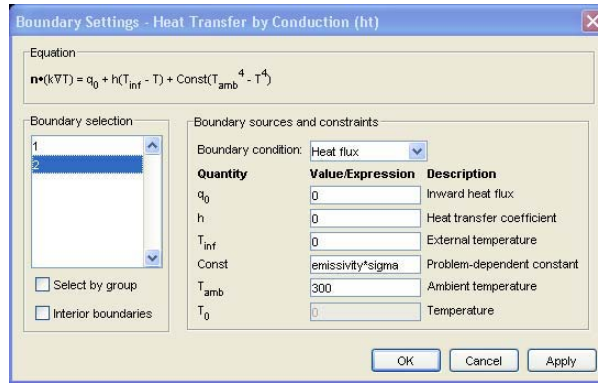 Boundary Settings - Heat Transfer by Conduction (ht)
Equation
n•(k∇T) = q0 + h(Tinf - T) + Const(Tamb^4 - T^4)
Boundary selection
1
2
Select by group
Interior boundaries
Boundary sources and constraints
Boundary condition: Heat flux
Quantity Value/Expression Description
q0 0 Inward heat flux
h 0 Heat transfer coefficient
Tinf 0 External temperature
Const emissivity*sigma Problem-dependent constant
Tamb 300 Ambient temperature
T0 0 Temperature
OK Cancel Apply